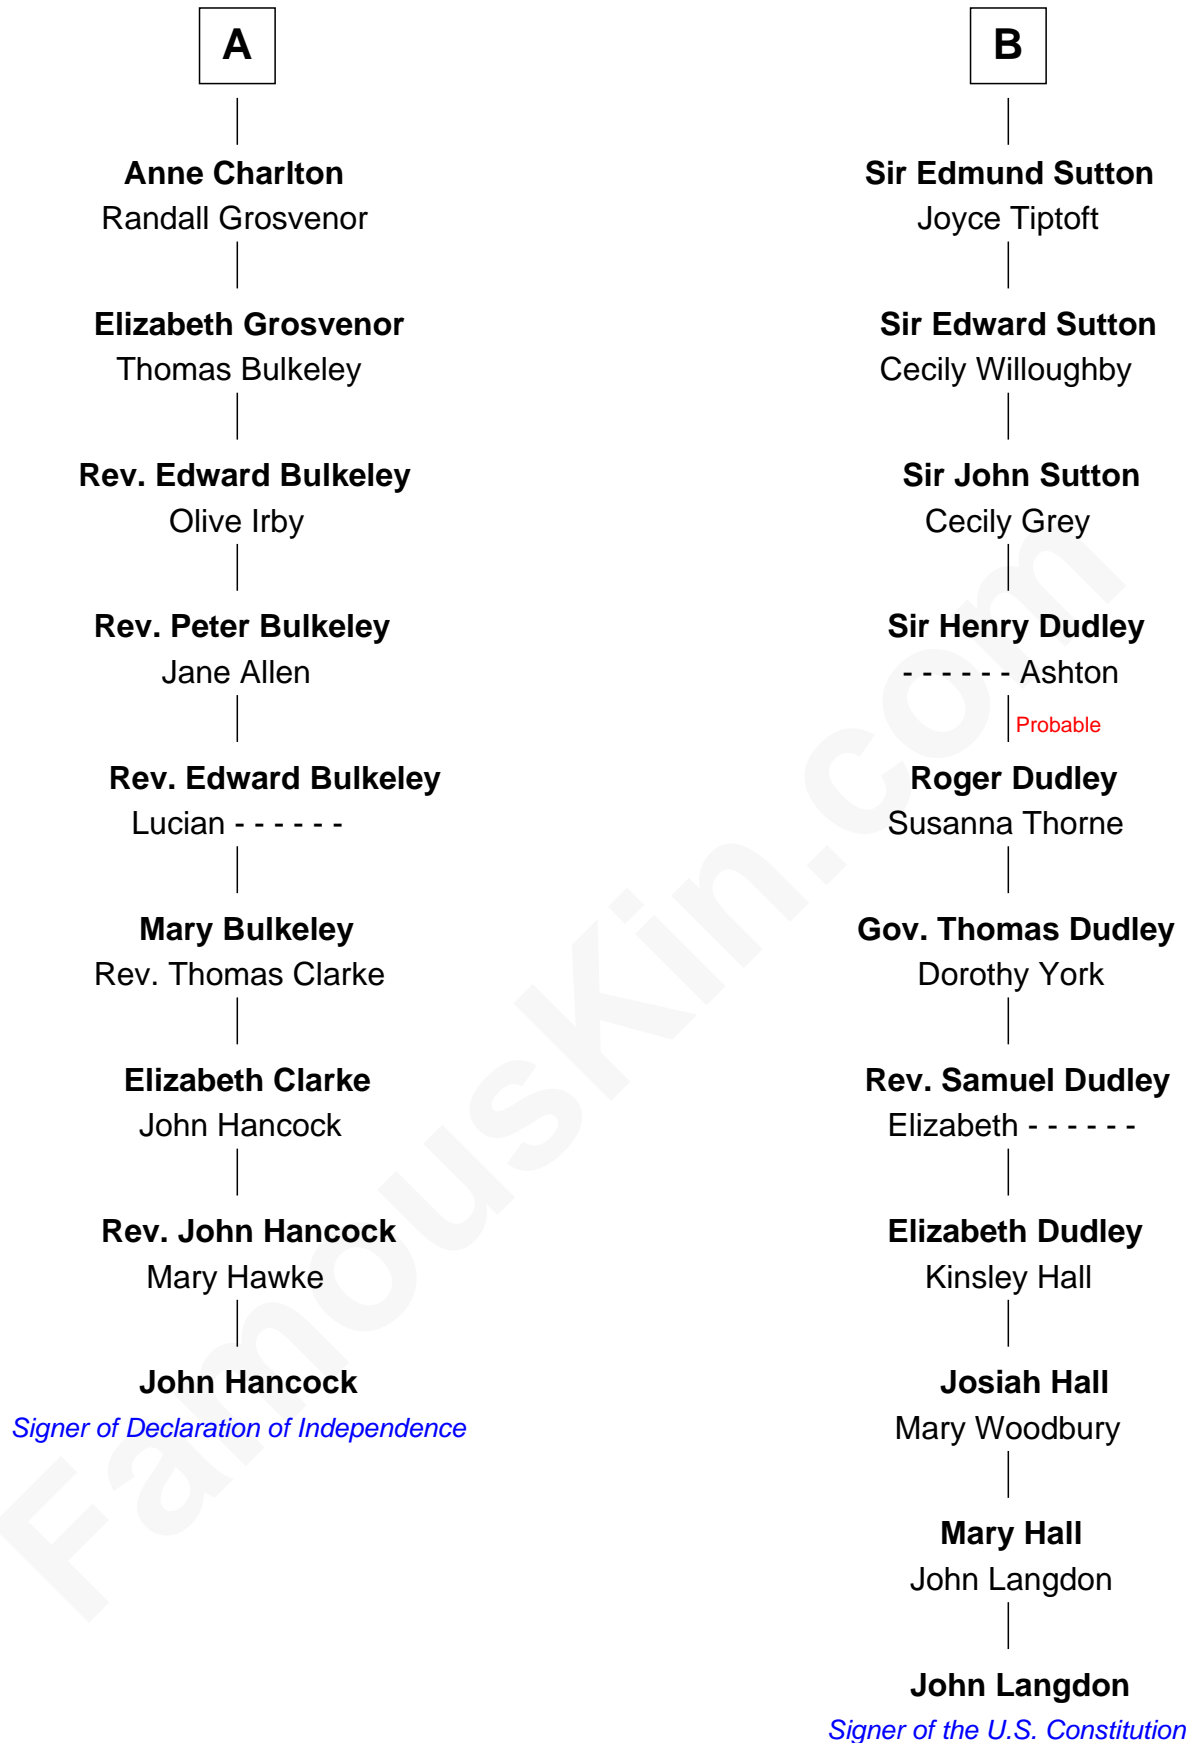 A
Anne Charlton
Randall Grosvenor
Elizabeth Grosvenor
Thomas Bulkeley
Rev. Edward Bulkeley
Olive Irby
Rev. Peter Bulkeley
Jane Allen
Rev. Edward Bulkeley
Lucian - - - - - -
Mary Bulkeley
Rev. Thomas Clarke
Elizabeth Clarke
John Hancock
Rev. John Hancock
Mary Hawke
John Hancock
Signer of Declaration of Independence
B
Sir Edmund Sutton
Joyce Tiptoft
Sir Edward Sutton
Cecily Willoughby
Sir John Sutton
Cecily Grey
Sir Henry Dudley
- - - - - - Ashton
Probable
Roger Dudley
Susanna Thorne
Gov. Thomas Dudley
Dorothy York
Rev. Samuel Dudley
Elizabeth - - - - - -
Elizabeth Dudley
Kinsley Hall
Josiah Hall
Mary Woodbury
Mary Hall
John Langdon
John Langdon
Signer of the U.S. Constitution
FamousKin.com